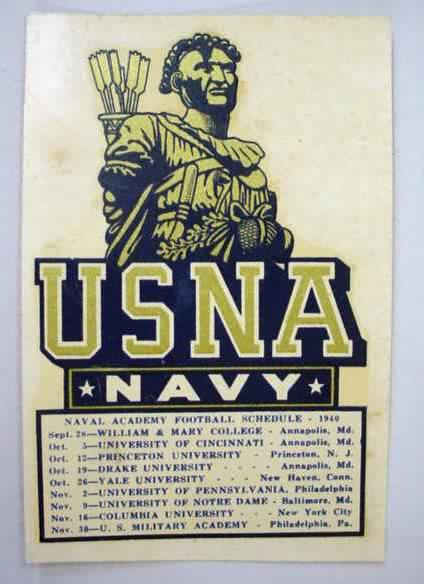 USNA
★ NAVY ★
NAVAL ACADEMY FOOTBALL SCHEDULE - 1940
Sept. 28—WILLIAM & MARY COLLEGE - Annapolis, Md.
Oct. 5—UNIVERSITY OF CINCINNATI - Annapolis, Md.
Oct. 12—PRINCETON UNIVERSITY - Princeton, N. J.
Oct. 19—DRAKE UNIVERSITY - - - Annapolis, Md.
Oct. 26—YALE UNIVERSITY - - - New Haven, Conn.
Nov. 2—UNIVERSITY OF PENNSYLVANIA, Philadelphia
Nov. 9—UNIVERSITY OF NOTRE DAME - Baltimore, Md.
Nov. 16—COLUMBIA UNIVERSITY - - - New York City
Nov. 30—U. S. MILITARY ACADEMY - Philadelphia, Pa.